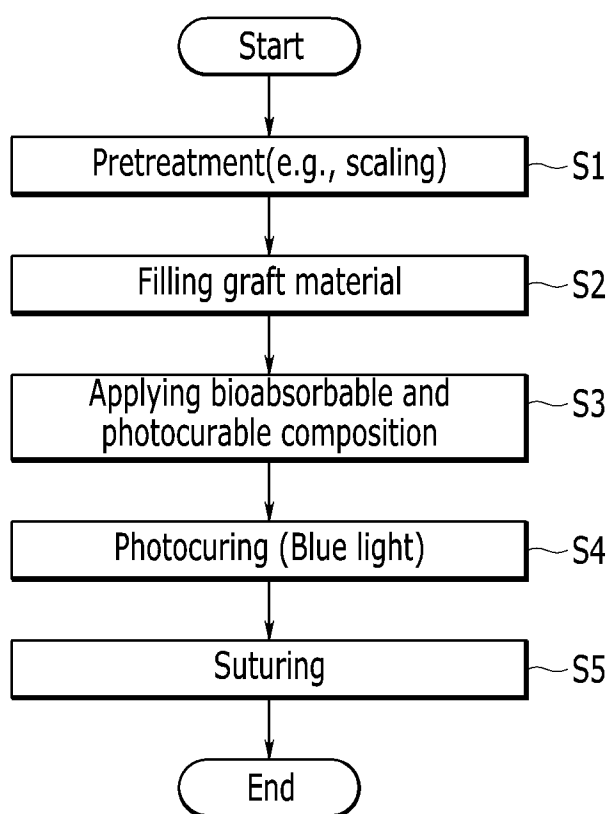 Start
Pretreatment(e.g., scaling)
S1
Filling graft material
S2
Applying bioabsorbable and
photocurable composition
S3
Photocuring (Blue light)
S4
Suturing
S5
End